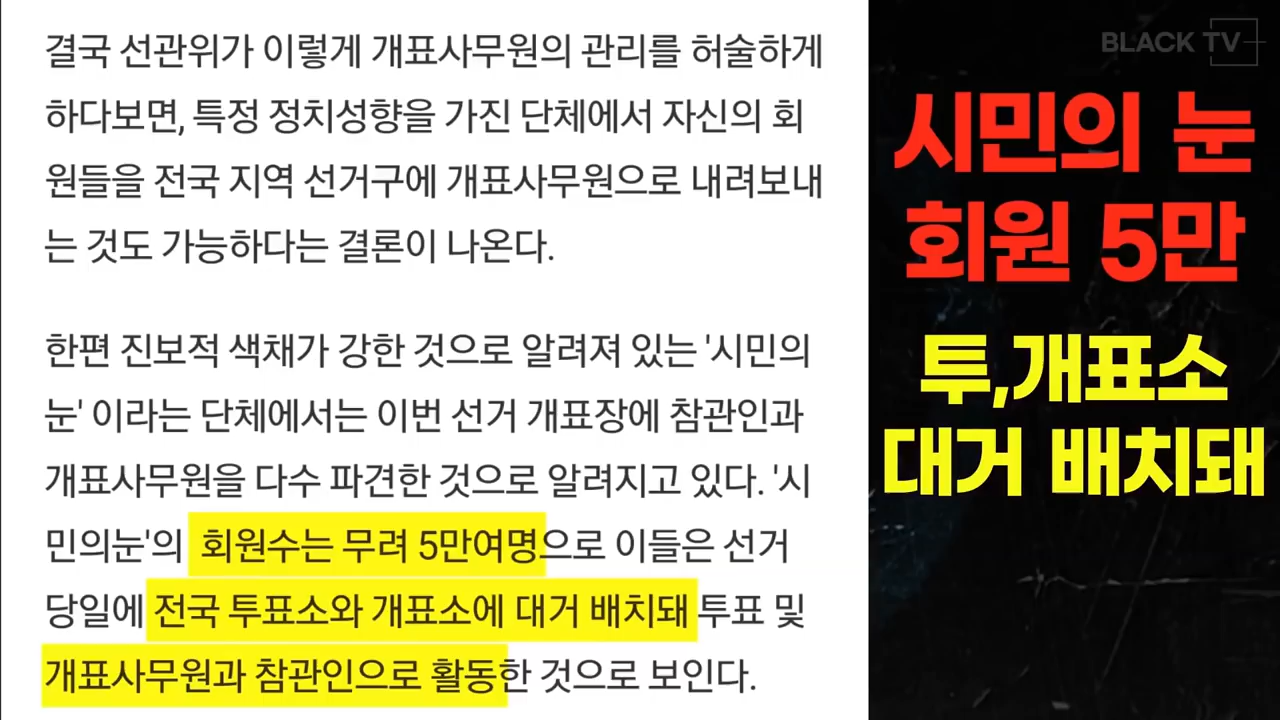 결국 선관위가 이렇게 개표사무원의 관리를 허술하게
하다보면, 특정 정치성향을 가진 단체에서 자신의 회
원들을 전국 지역 선거구에 개표사무원으로 내려보내
는 것도 가능하다는 결론이 나온다.
한편 진보적 색채가 강한 것으로 알려져 있는 '시민의
눈' 이라는 단체에서는 이번 선거 개표장에 참관인과
개표사무원을 다수 파견한 것으로 알려지고 있다. '시
민의눈'의 회원수는 무려 5만여명으로 이들은 선거
당일에 전국 투표소와 개표소에 대거 배치돼 투표 및
개표사무원과 참관인으로 활동한 것으로 보인다.
BLACK TV
시민의 눈
회원 5만
투,개표소
대거 배치돼